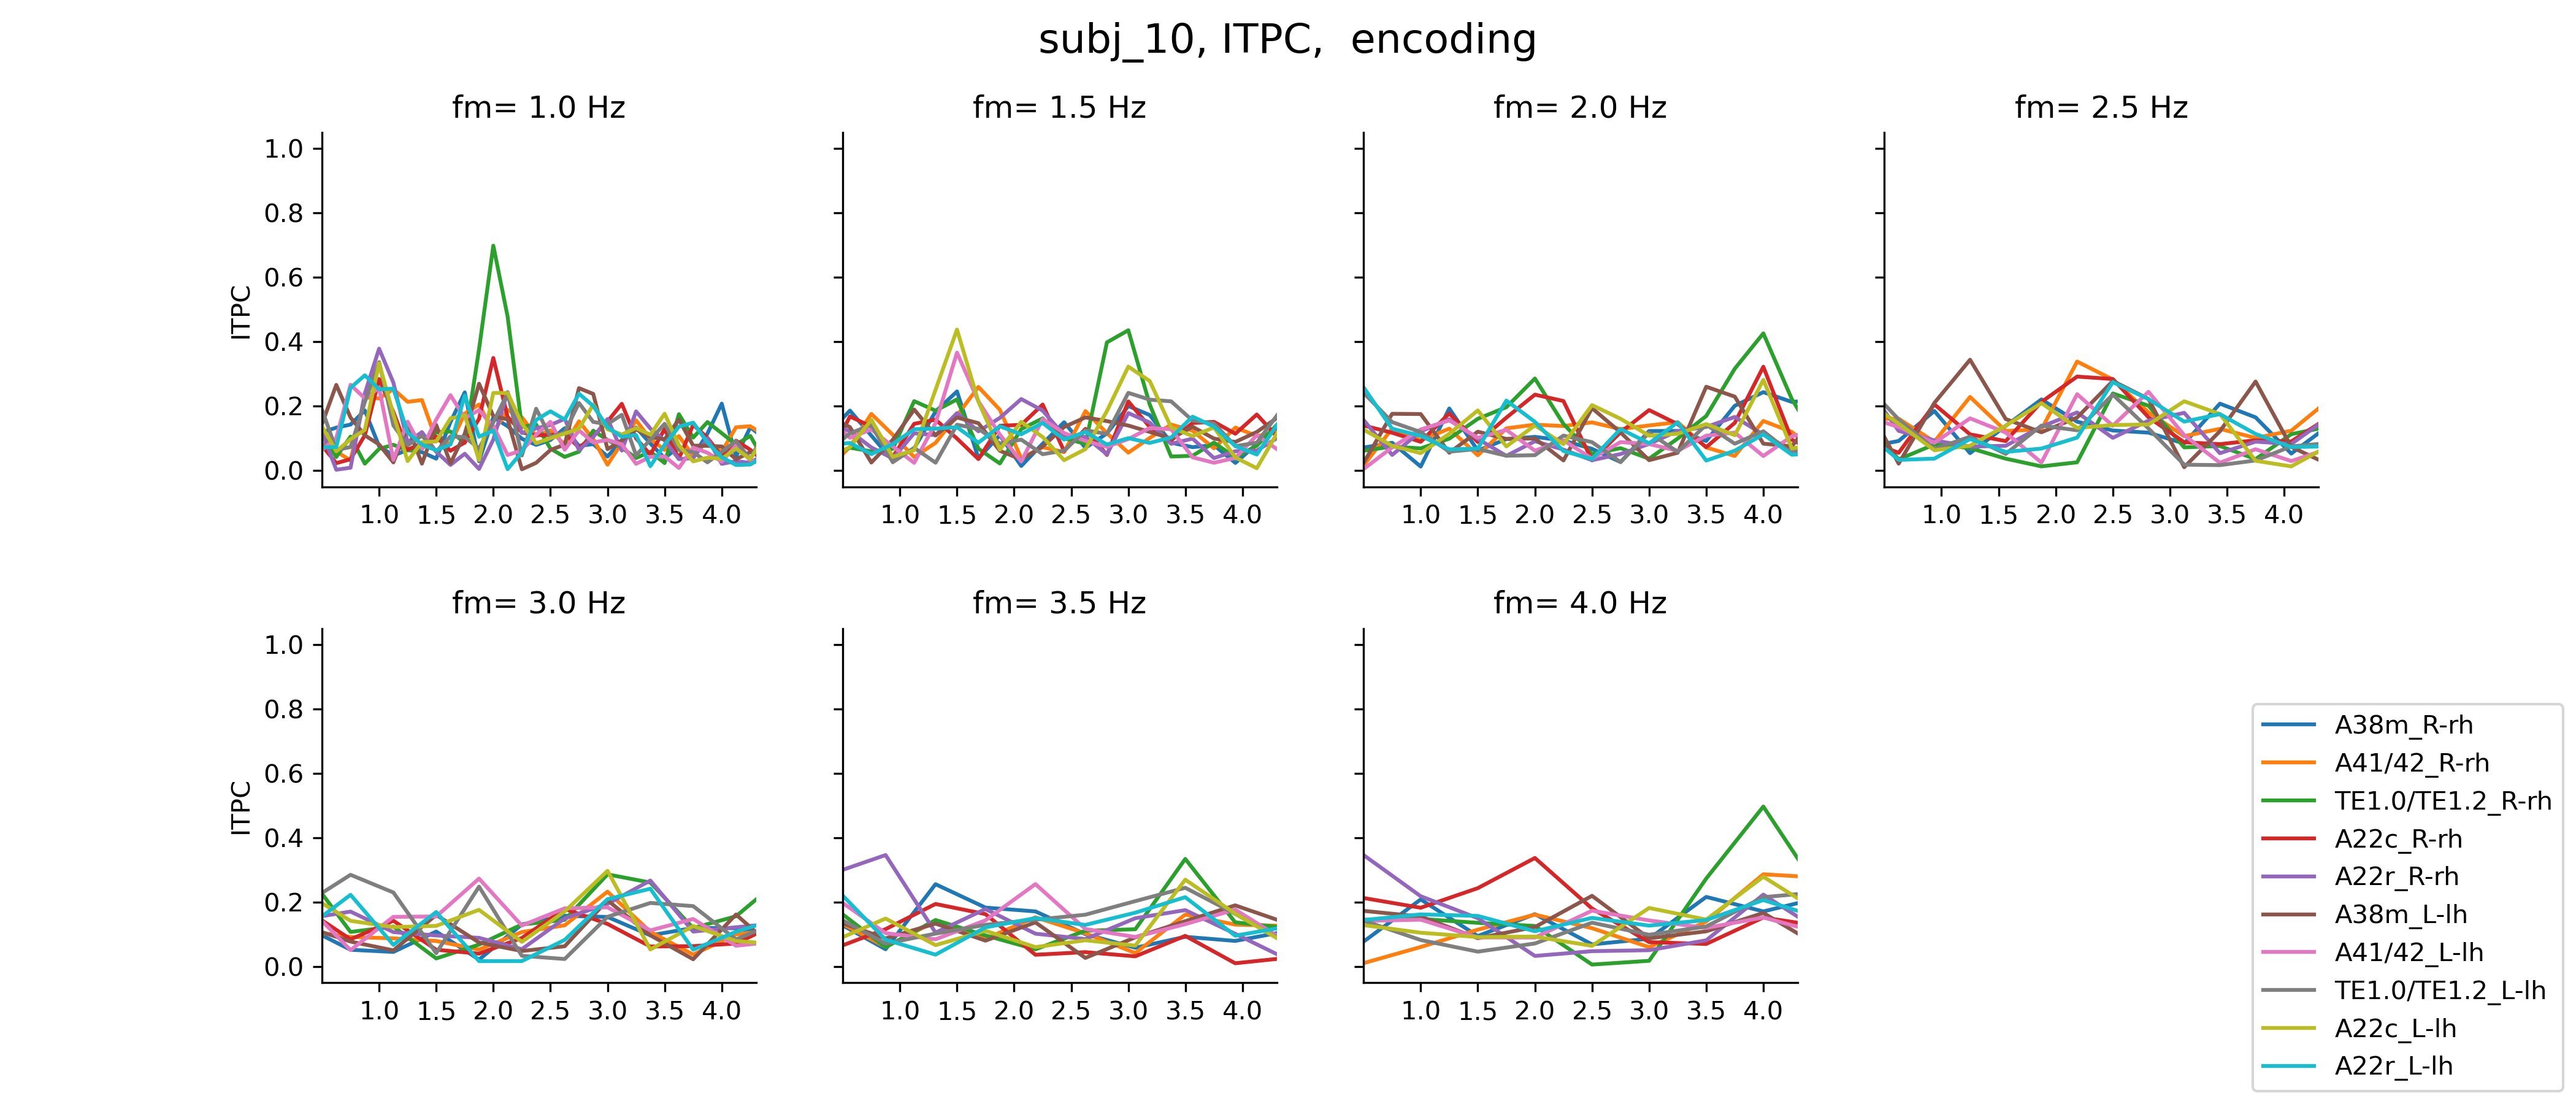 subj_10, ITPC,  encoding
fm= 1.0 Hz
fm= 1.5 Hz
fm= 2.0 Hz
fm= 2.5 Hz
ITPC
1.0
0.8
0.6
0.4
0.2
0.0
1.0 1.5 2.0 2.5 3.0 3.5 4.0
1.0 1.5 2.0 2.5 3.0 3.5 4.0
1.0 1.5 2.0 2.5 3.0 3.5 4.0
1.0 1.5 2.0 2.5 3.0 3.5 4.0
fm= 3.0 Hz
fm= 3.5 Hz
fm= 4.0 Hz
ITPC
1.0
0.8
0.6
0.4
0.2
0.0
1.0 1.5 2.0 2.5 3.0 3.5 4.0
1.0 1.5 2.0 2.5 3.0 3.5 4.0
1.0 1.5 2.0 2.5 3.0 3.5 4.0
A38m_R-rh
A41/42_R-rh
TE1.0/TE1.2_R-rh
A22c_R-rh
A22r_R-rh
A38m_L-lh
A41/42_L-lh
TE1.0/TE1.2_L-lh
A22c_L-lh
A22r_L-lh